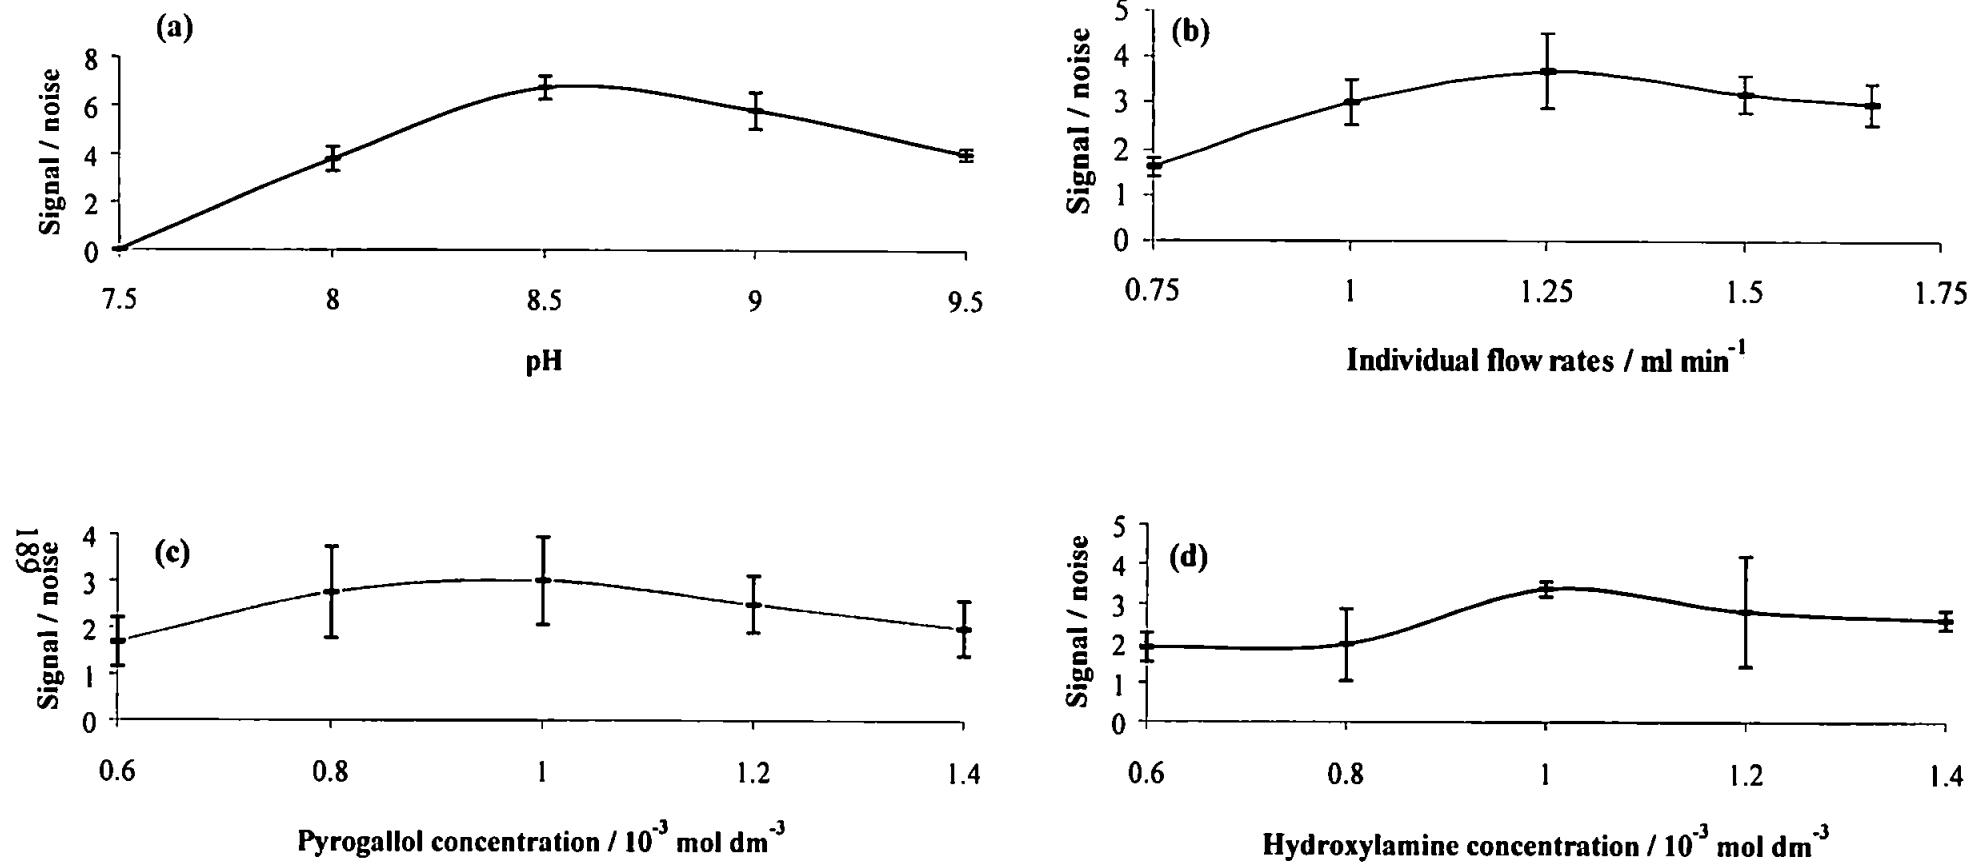 (a)
8
6
4
2
0
Signal / noise
7.5 8 8.5 9 9.5
pH
(b)
5
4
3
2
1
0
Signal / noise
0.75 1 1.25 1.5 1.75
Individual flow rates / ml min⁻¹
189
(c)
4
3
2
1
0
Signal / noise
0.6 0.8 1 1.2 1.4
Pyrogallol concentration / 10⁻³ mol dm⁻³
(d)
5
4
3
2
1
0
Signal / noise
0.6 0.8 1 1.2 1.4
Hydroxylamine concentration / 10⁻³ mol dm⁻³